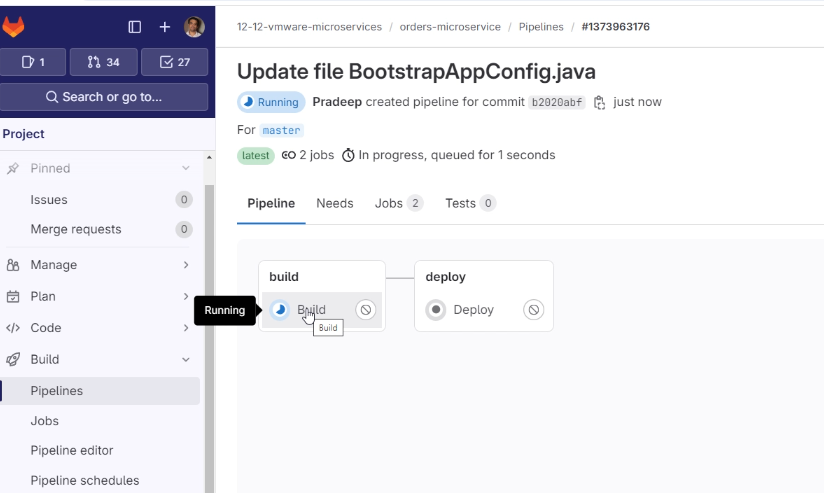 12-12-vmware-microservices / orders-microservice / Pipelines / #1373963176
1 34 27
Search or go to...
Project
Pinned
Issues 0
Merge requests 0
Manage
Plan
Code
Build
Pipelines
Jobs
Pipeline editor
Pipeline schedules
Update file BootstrapAppConfig.java
Running Pradeep created pipeline for commit b2020abf just now
For master
latest 2 jobs In progress, queued for 1 seconds
Pipeline Needs Jobs 2 Tests 0
build deploy
Running Build Deploy
Build